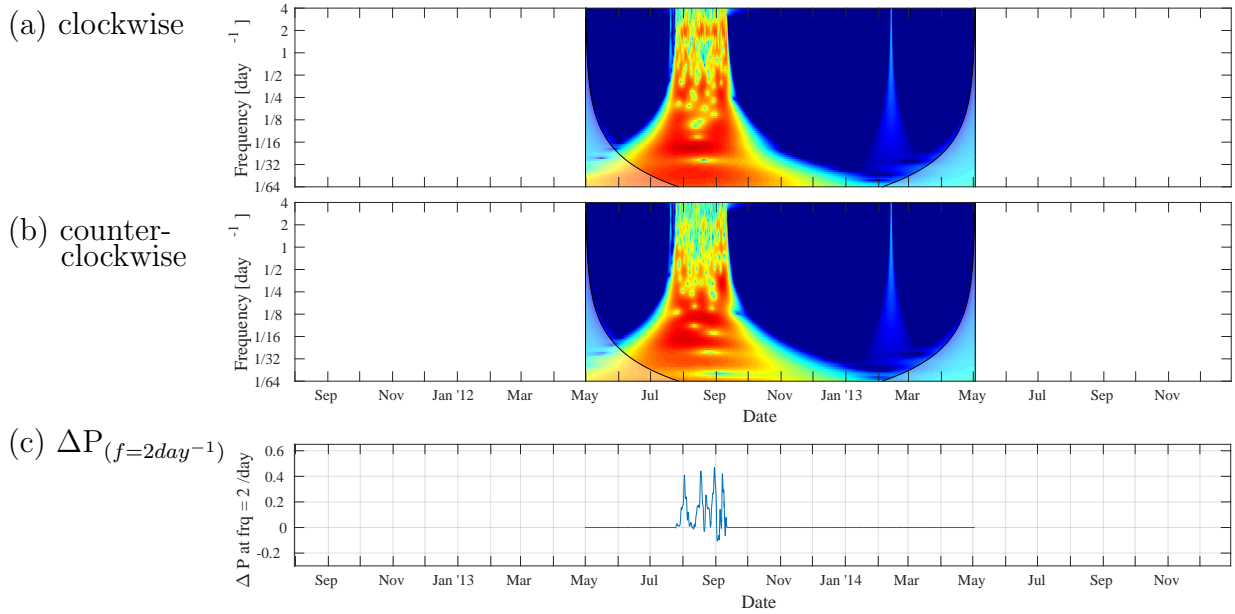 (a) clockwise
Frequency [day -1 ]
4
2
1
1/2
1/4
1/8
1/16
1/32
1/64
(b) counter-
clockwise
Frequency [day -1 ]
4
2
1
1/2
1/4
1/8
1/16
1/32
1/64
Sep Nov Jan '12 Mar May Jul Sep Nov Jan '13 Mar May Jul Sep Nov
Date
(c) ΔP(f=2day−1)
Δ P at frq = 2 /day
0.6
0.4
0.2
0
-0.2
Sep Nov Jan '13 Mar May Jul Sep Nov Jan '14 Mar May Jul Sep Nov
Date